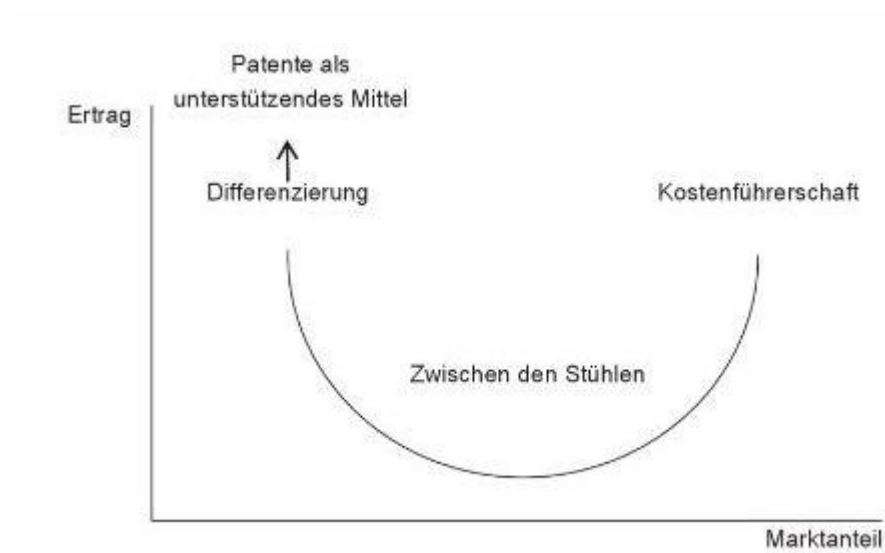 Patente als
unterstützendes Mittel
Ertrag
Differenzierung
Kostenführerschaft
Zwischen den Stühlen
Marktanteil